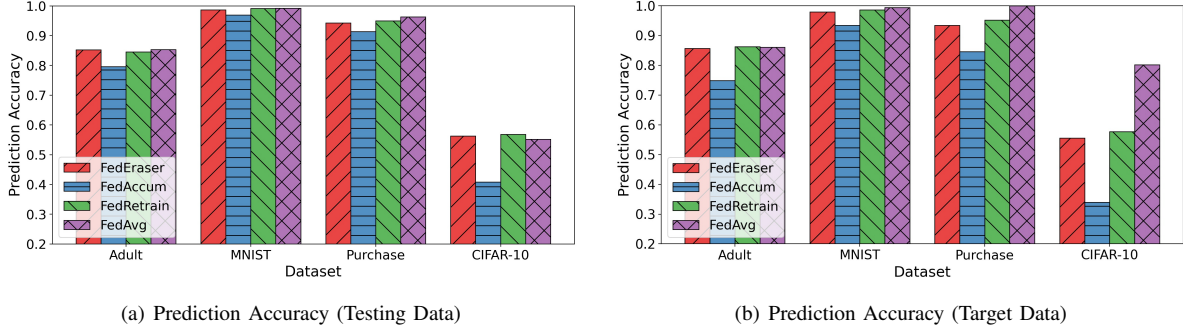 1.0
0.9
0.8
0.7
0.6
0.5
0.4
0.3
0.2
Prediction Accuracy
FedEraser
FedAccum
FedRetrain
FedAvg
Adult MNIST Purchase CIFAR-10
Dataset
(a) Prediction Accuracy (Testing Data)
1.0
0.9
0.8
0.7
0.6
0.5
0.4
0.3
0.2
Prediction Accuracy
FedEraser
FedAccum
FedRetrain
FedAvg
Adult MNIST Purchase CIFAR-10
Dataset
(b) Prediction Accuracy (Target Data)